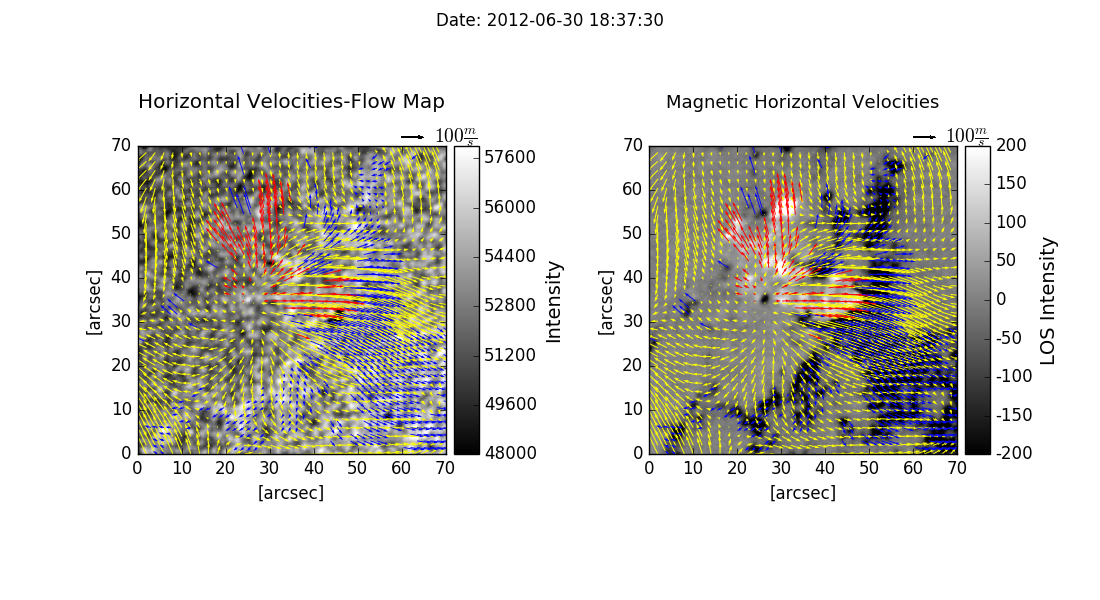 Date: 2012-06-30 18:37:30
Horizontal Velocities-Flow Map
100 m/s
70
60
50
40
30
20
10
0
[arcsec]
0 10 20 30 40 50 60 70
[arcsec]
57600
56000
54400
52800
51200
49600
48000
Intensity
Magnetic Horizontal Velocities
100 m/s
70
60
50
40
30
20
10
0
[arcsec]
0 10 20 30 40 50 60 70
[arcsec]
200
150
100
50
0
-50
-100
-150
-200
LOS Intensity